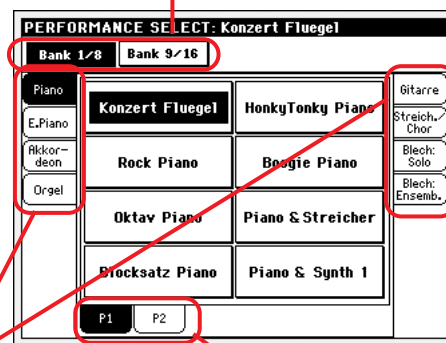 PERFORMANCE SELECT: Konzert Fluegel
Bank 1/8
Bank 9/16
Piano
E.Piano
Akkor-
deon
Orgel
Konzert Fluegel
HonkyTonky Piano
Rock Piano
Boogie Piano
Oktav Piano
Piano & Streicher
Blocksatz Piano
Piano & Synth 1
Gitarre
Streich./
Chor
Blech:
Solo
Blech:
Ensemb.
P1
P2